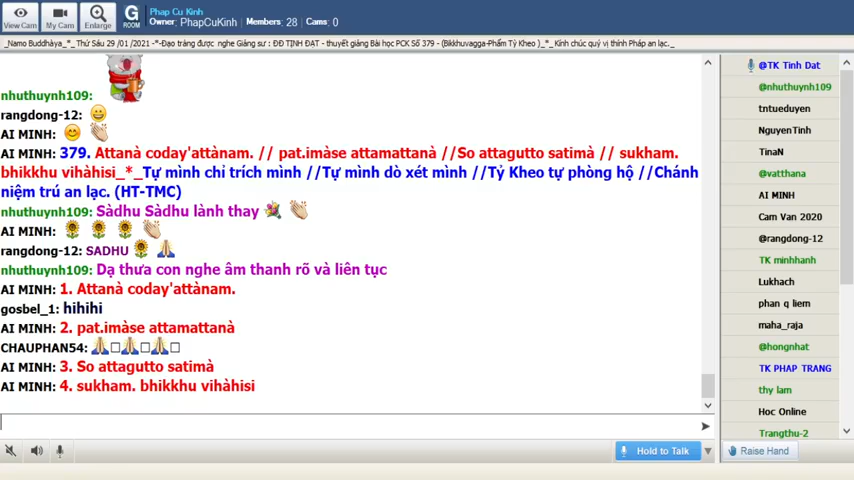 Phap Cu Kinh
Owner: PhapCuKinh | Members: 28 | Cams: 0
View Cam
My Cam
Enlarge
G
ROOM
_Namo Buddhàya_*_ Thứ Sáu 29 /01 /2021 -*-Đạo tràng được nghe Giảng sư : ĐĐ TỊNH ĐẠT - thuyết giảng Bài học PCK Số 379 - (Bikkhuvagga-Phẩm Tỳ Kheo )_*_ Kính chúc quý vị thính Pháp an lạc._
nhuthuynh109:
rangdong-12:
AI MINH:
AI MINH: 379. Attanà coday'attànam. // pat.imàse attamattanà //So attagutto satimà // sukham.
bhikkhu vihàhisi_*_Tự mình chỉ trích mình //Tự mình dò xét mình //Tỷ Kheo tự phòng hộ //Chánh
niệm trú an lạc. (HT-TMC)
nhuthuynh109: Sàdhu Sàdhu lành thay
AI MINH:
rangdong-12: SADHU
nhuthuynh109: Dạ thưa con nghe âm thanh rõ và liên tục
AI MINH: 1. Attanà coday'attànam.
gosbel_1: hihihi
AI MINH: 2. pat.imàse attamattanà
CHAUPHAN54:
AI MINH: 3. So attagutto satimà
AI MINH: 4. sukham. bhikkhu vihàhisi
Hold to Talk
@TK Tinh Dat
@nhuthuynh109
tntueduyen
NguyenTinh
TinaN
@vatthana
AI MINH
Cam Van 2020
@rangdong-12
TK minhhanh
Lukhach
phan q liem
maha_raja
@hongnhat
TK PHAP TRANG
thy lam
Hoc Online
Trangthu-2
Raise Hand